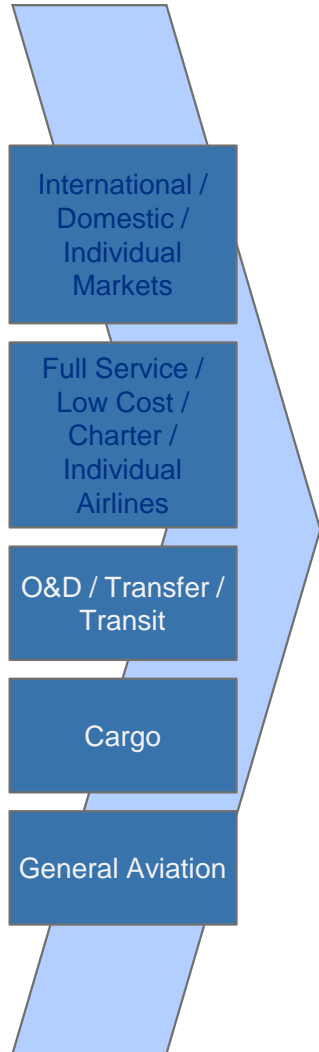 International /
Domestic /
Individual
Markets
Full Service /
Low Cost /
Charter /
Individual
Airlines
O&D / Transfer /
Transit
Cargo
General Aviation